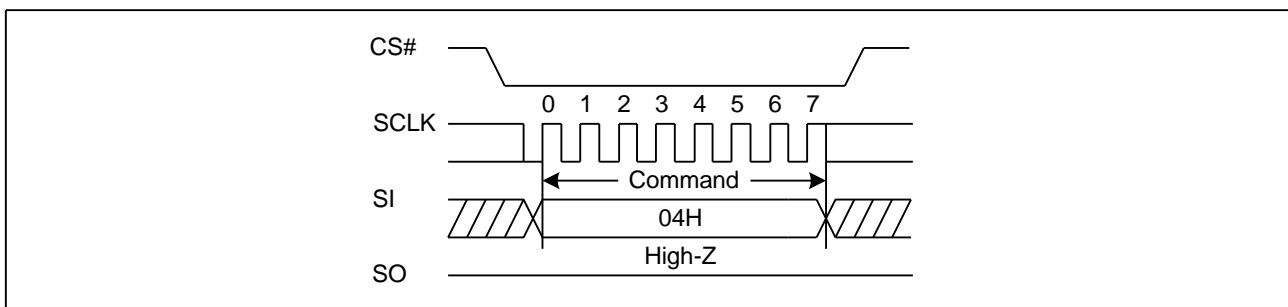 CS#
0 1 2 3 4 5 6 7
SCLK
Command
SI
04H
High-Z
SO